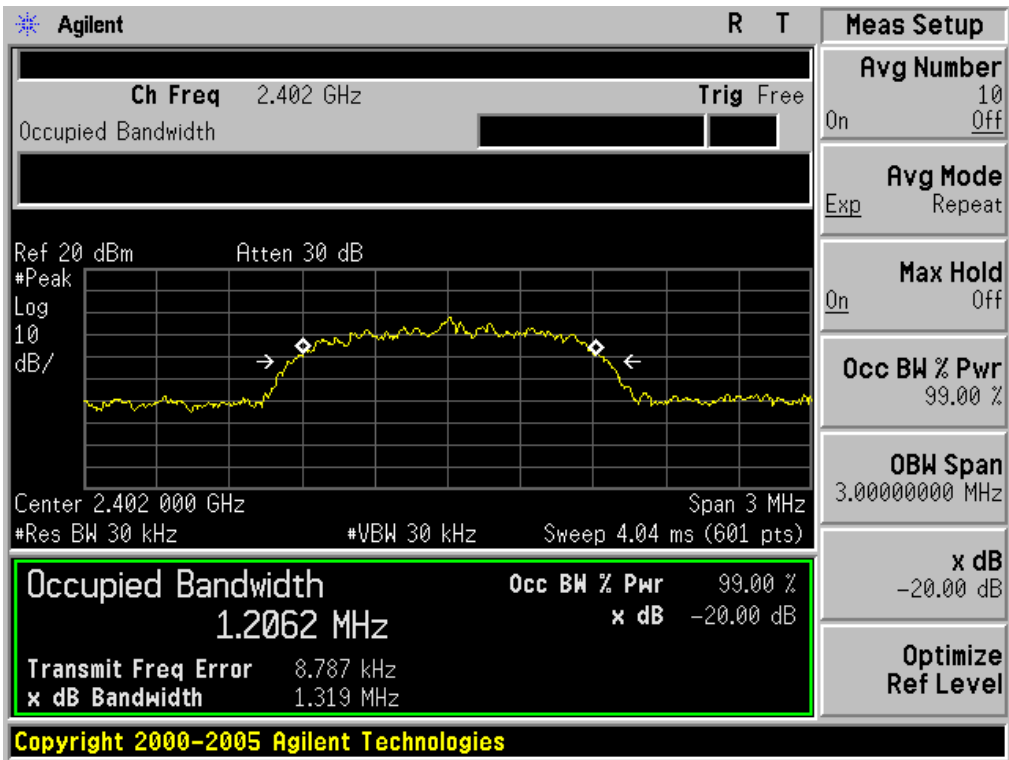 Agilent R T Meas Setup
Ch Freq 2.402 GHz Trig Free
Occupied Bandwidth
Ref 20 dBm Atten 30 dB
#Peak
Log
10
dB/
Center 2.402 000 GHz Span 3 MHz
#Res BW 30 kHz #VBW 30 kHz Sweep 4.04 ms (601 pts)
Occupied Bandwidth Occ BW % Pwr 99.00 %
1.2062 MHz x dB -20.00 dB
Transmit Freq Error 8.787 kHz
x dB Bandwidth 1.319 MHz
Avg Number
10
On Off
Avg Mode
Exp Repeat
Max Hold
On Off
Occ BW % Pwr
99.00 %
OBW Span
3.00000000 MHz
x dB
-20.00 dB
Optimize
Ref Level
Copyright 2000-2005 Agilent Technologies